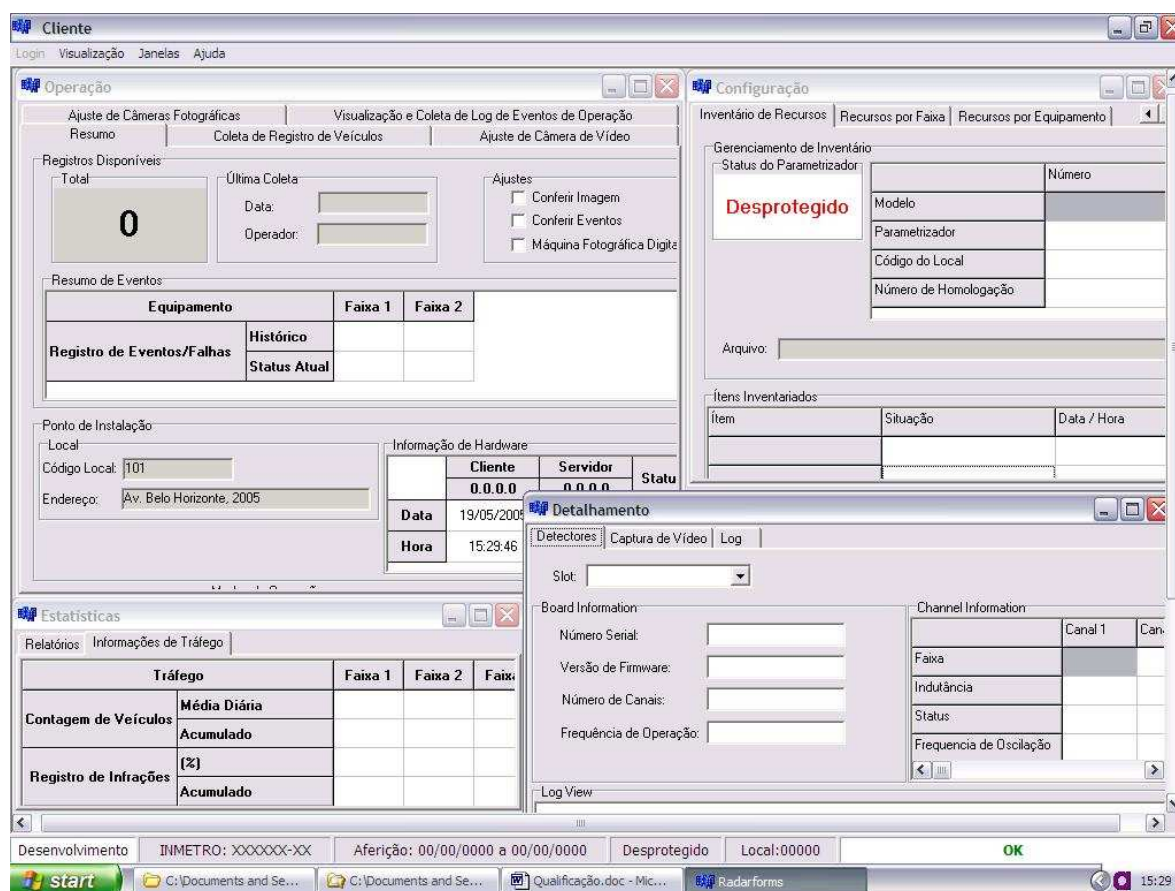 Cliente
Login Visualização Janelas Ajuda
Operação
Ajuste de Câmeras Fotográficas Visualização e Coleta de Log de Eventos de Operação
Resumo Coleta de Registro de Veículos Ajuste de Câmera de Vídeo
Registros Disponíveis
Total
0
Última Coleta
Data:
Operador:
Ajustes
Conferir Imagem
Conferir Eventos
Máquina Fotográfica Digita
Resumo de Eventos
Equipamento Faixa 1 Faixa 2
Registro de Eventos/Falhas
Histórico
Status Atual
Ponto de Instalação
Local
Código Local: 101
Endereço: Av. Belo Horizonte, 2005
Informação de Hardware
Cliente Servidor Statu
0.0.0.0 0.0.0.0
Data 19/05/2005
Hora 15:29:46
Configuração
Inventário de Recursos Recursos por Faixa Recursos por Equipamento
Gerenciamento de Inventário
Status do Parametrizador
Desprotegido
Número
Modelo
Parametrizador
Código do Local
Número de Homologação
Arquivo:
Ítens Inventariados
Ítem Situação Data / Hora
Estatísticas
Relatórios Informações de Tráfego
Tráfego Faixa 1 Faixa 2 Faixa
Contagem de Veículos
Média Diária
Acumulado
Registro de Infrações
(%)
Acumulado
Detalhamento
Detectores Captura de Vídeo Log
Slot:
Board Information
Número Serial:
Versão de Firmware:
Número de Canais:
Frequência de Operação:
Channel Information
Canal 1 Can
Faixa
Indutância
Status
Frequencia de Oscilação
Log View
Desenvolvimento INMETRO: XXXXXX-XX Aferição: 00/00/0000 a 00/00/0000 Desprotegido Local:00000 OK
start C:\Documents and Se... C:\Documents and Se... Qualificação.doc - Mic... Radarforms 15:29